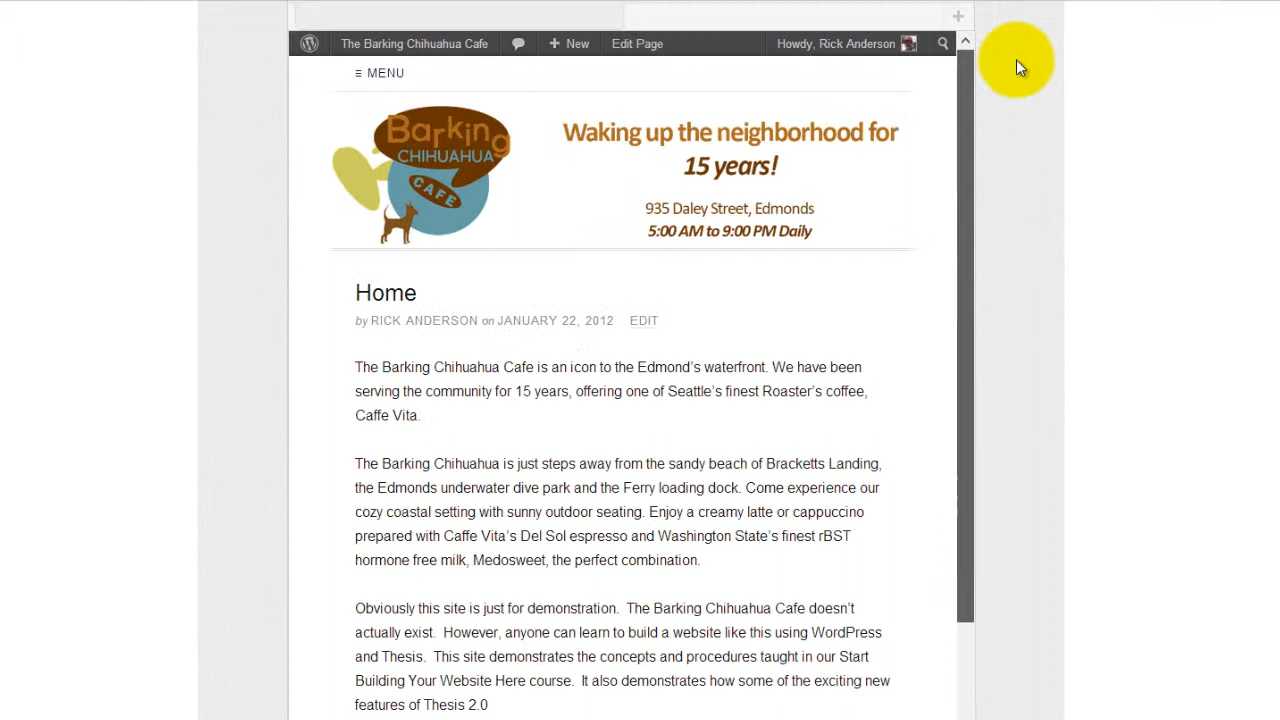 The Barking Chihuahua Cafe + New Edit Page Howdy, Rick Anderson
≡ MENU
Barking
CHIHUAHUA
CAFE
Waking up the neighborhood for
15 years!
935 Daley Street, Edmonds
5:00 AM to 9:00 PM Daily
Home
by RICK ANDERSON on JANUARY 22, 2012 EDIT
The Barking Chihuahua Cafe is an icon to the Edmond’s waterfront. We have been
serving the community for 15 years, offering one of Seattle’s finest Roaster’s coffee,
Caffe Vita.
The Barking Chihuahua is just steps away from the sandy beach of Bracketts Landing,
the Edmonds underwater dive park and the Ferry loading dock. Come experience our
cozy coastal setting with sunny outdoor seating. Enjoy a creamy latte or cappuccino
prepared with Caffe Vita’s Del Sol espresso and Washington State’s finest rBST
hormone free milk, Medosweet, the perfect combination.
Obviously this site is just for demonstration. The Barking Chihuahua Cafe doesn’t
actually exist. However, anyone can learn to build a website like this using WordPress
and Thesis. This site demonstrates the concepts and procedures taught in our Start
Building Your Website Here course. It also demonstrates how some of the exciting new
features of Thesis 2.0